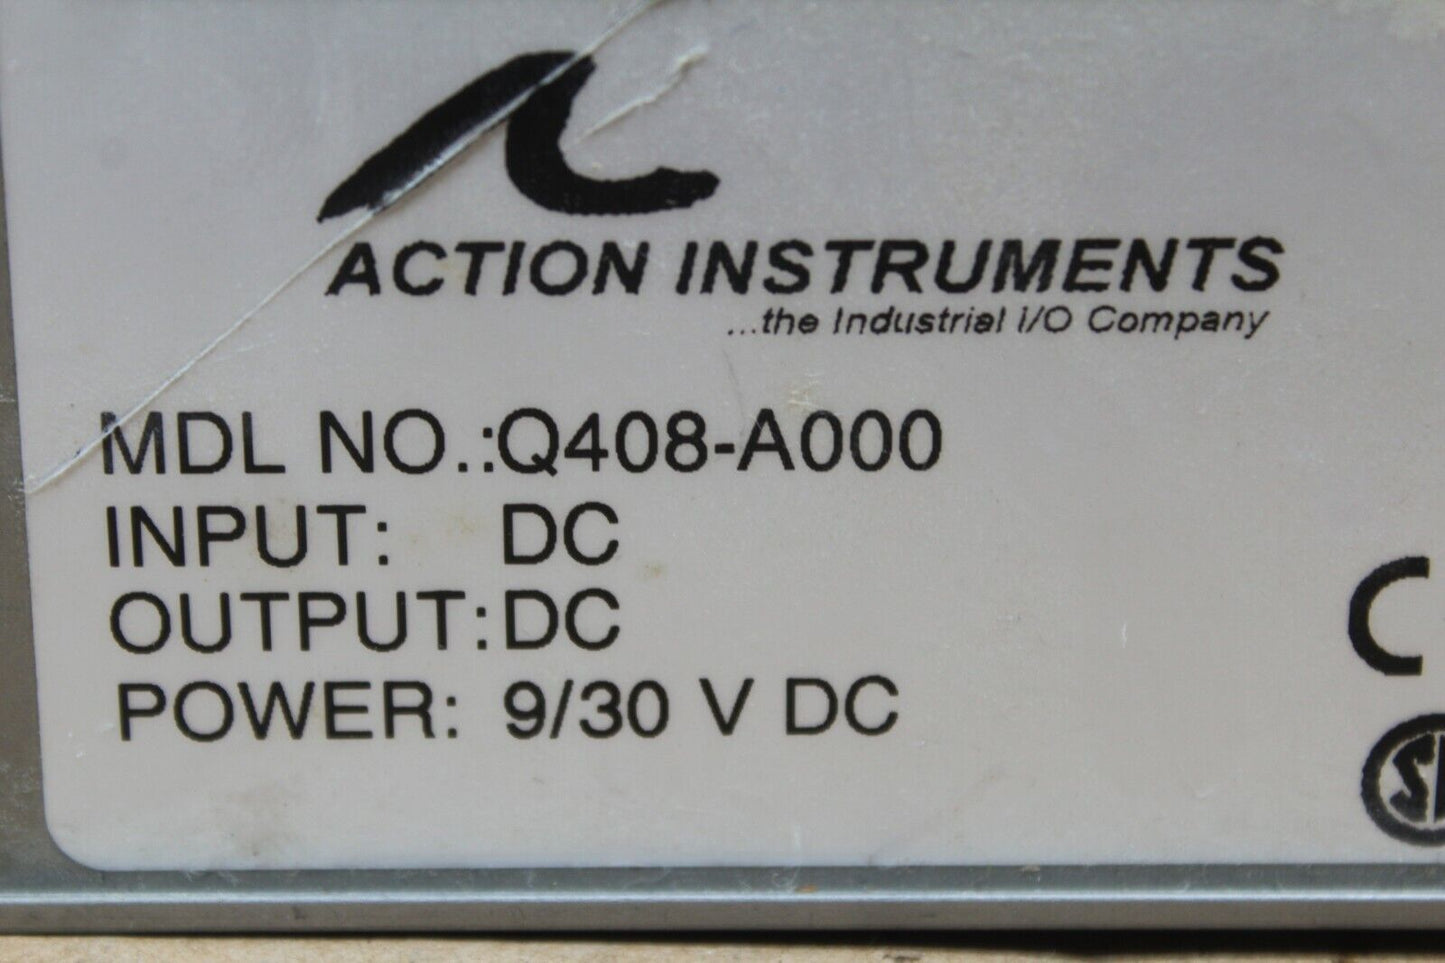 ACTION INSTRUMENTS
...the Industrial I/O Company
MDL NO.:Q408-A000
INPUT: DC
OUTPUT:DC
POWER: 9/30 V DC